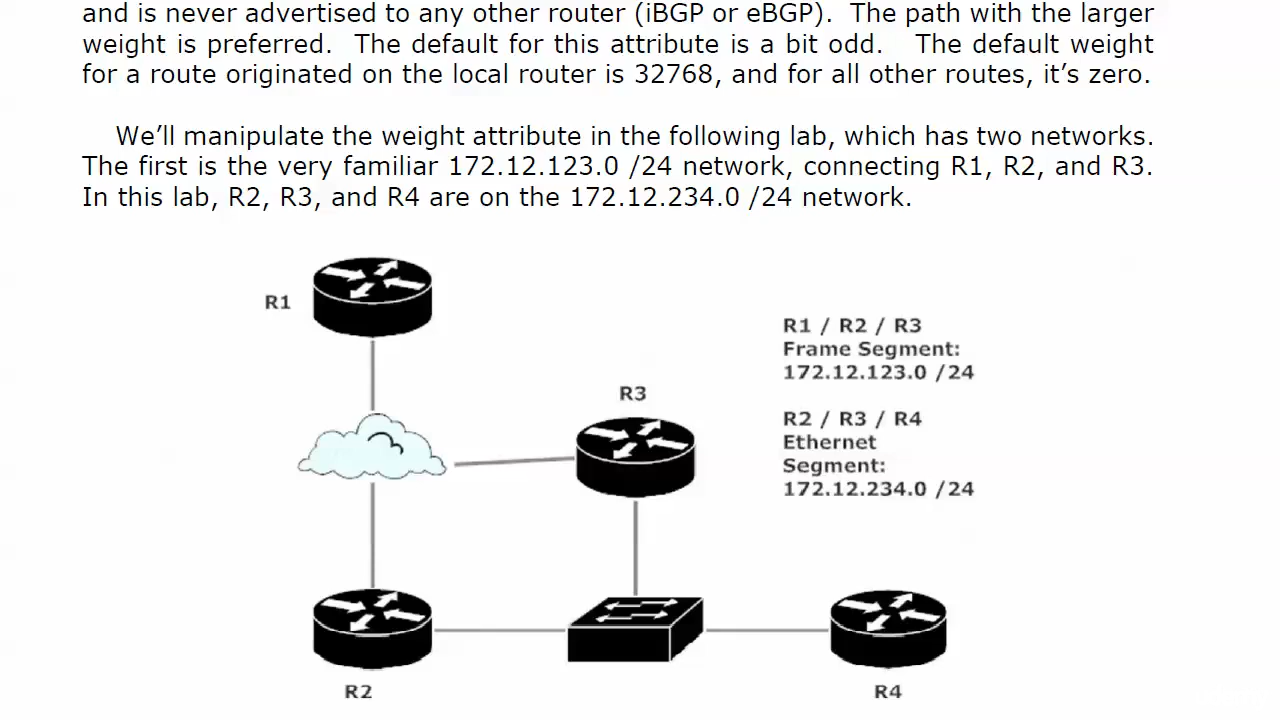 and is never advertised to any other router (iBGP or eBGP). The path with the larger
weight is preferred. The default for this attribute is a bit odd. The default weight
for a route originated on the local router is 32768, and for all other routes, it’s zero.
We’ll manipulate the weight attribute in the following lab, which has two networks.
The first is the very familiar 172.12.123.0 /24 network, connecting R1, R2, and R3.
In this lab, R2, R3, and R4 are on the 172.12.234.0 /24 network.
R1
R1 / R2 / R3
Frame Segment:
172.12.123.0 /24
R3
R2 / R3 / R4
Ethernet
Segment:
172.12.234.0 /24
R2
R4